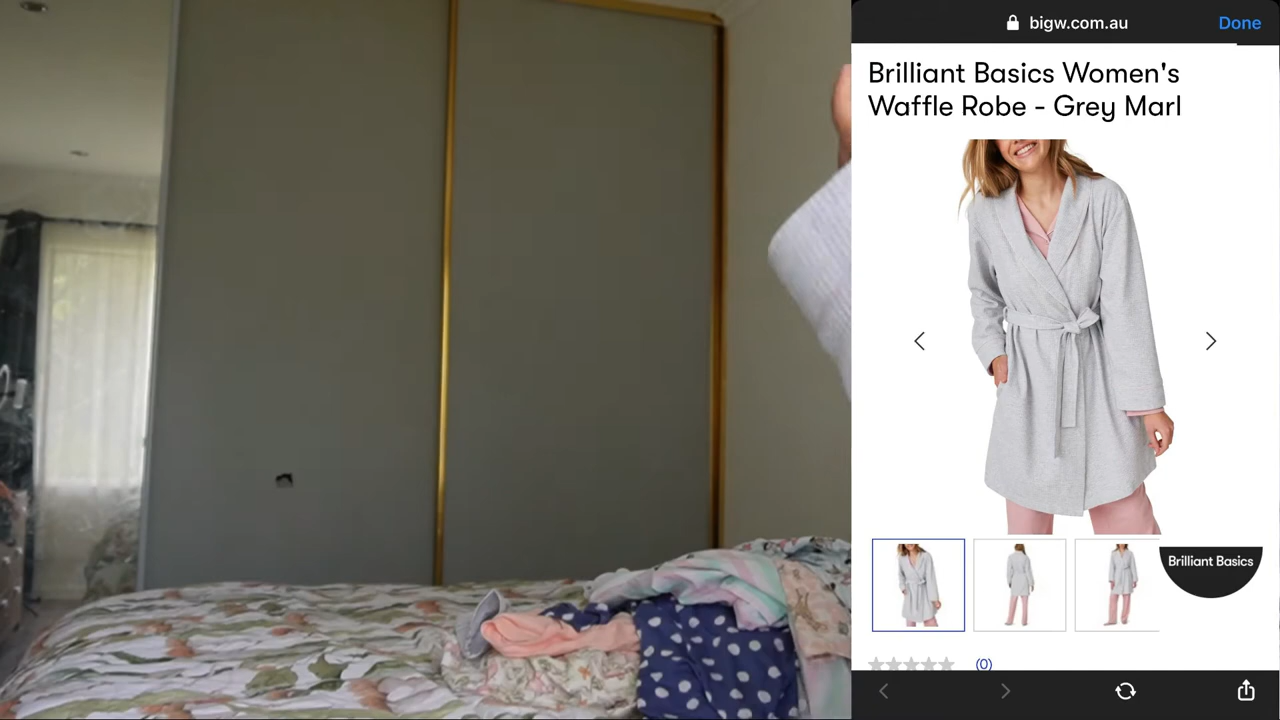 bigw.com.au
Done
Brilliant Basics Women's
Waffle Robe - Grey Marl
Brilliant Basics
(0)